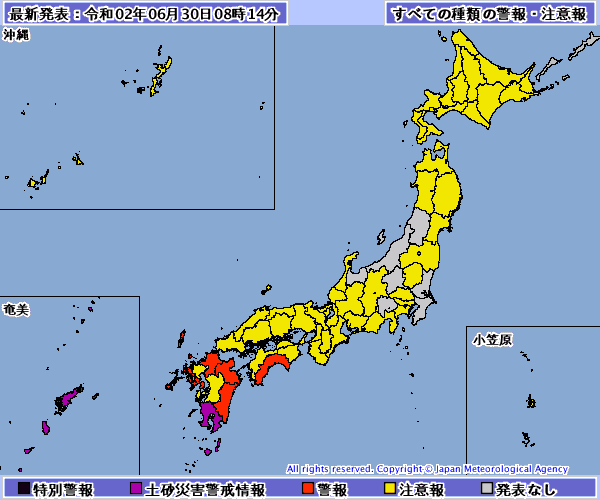 最新発表：令和02年06月30日08時14分
すべての種類の警報・注意報
沖縄
奄美
小笠原
All rights reserved. Copyright © Japan Meteorological Agency
特別警報 土砂災害警戒情報 警報 注意報 発表なし